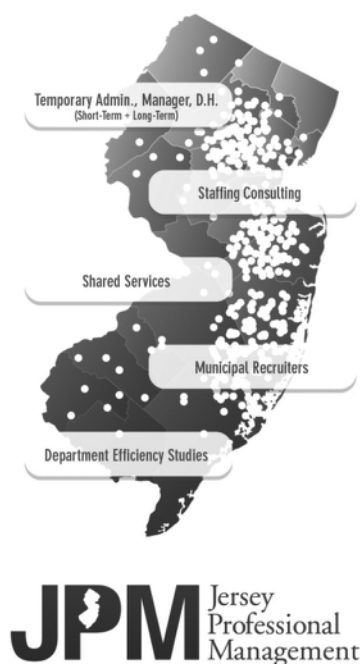 Temporary Admin., Manager, D.H.
(Short-Term + Long-Term)
Staffing Consulting
Shared Services
Municipal Recruiters
Department Efficiency Studies
JPM
Jersey
Professional
Management